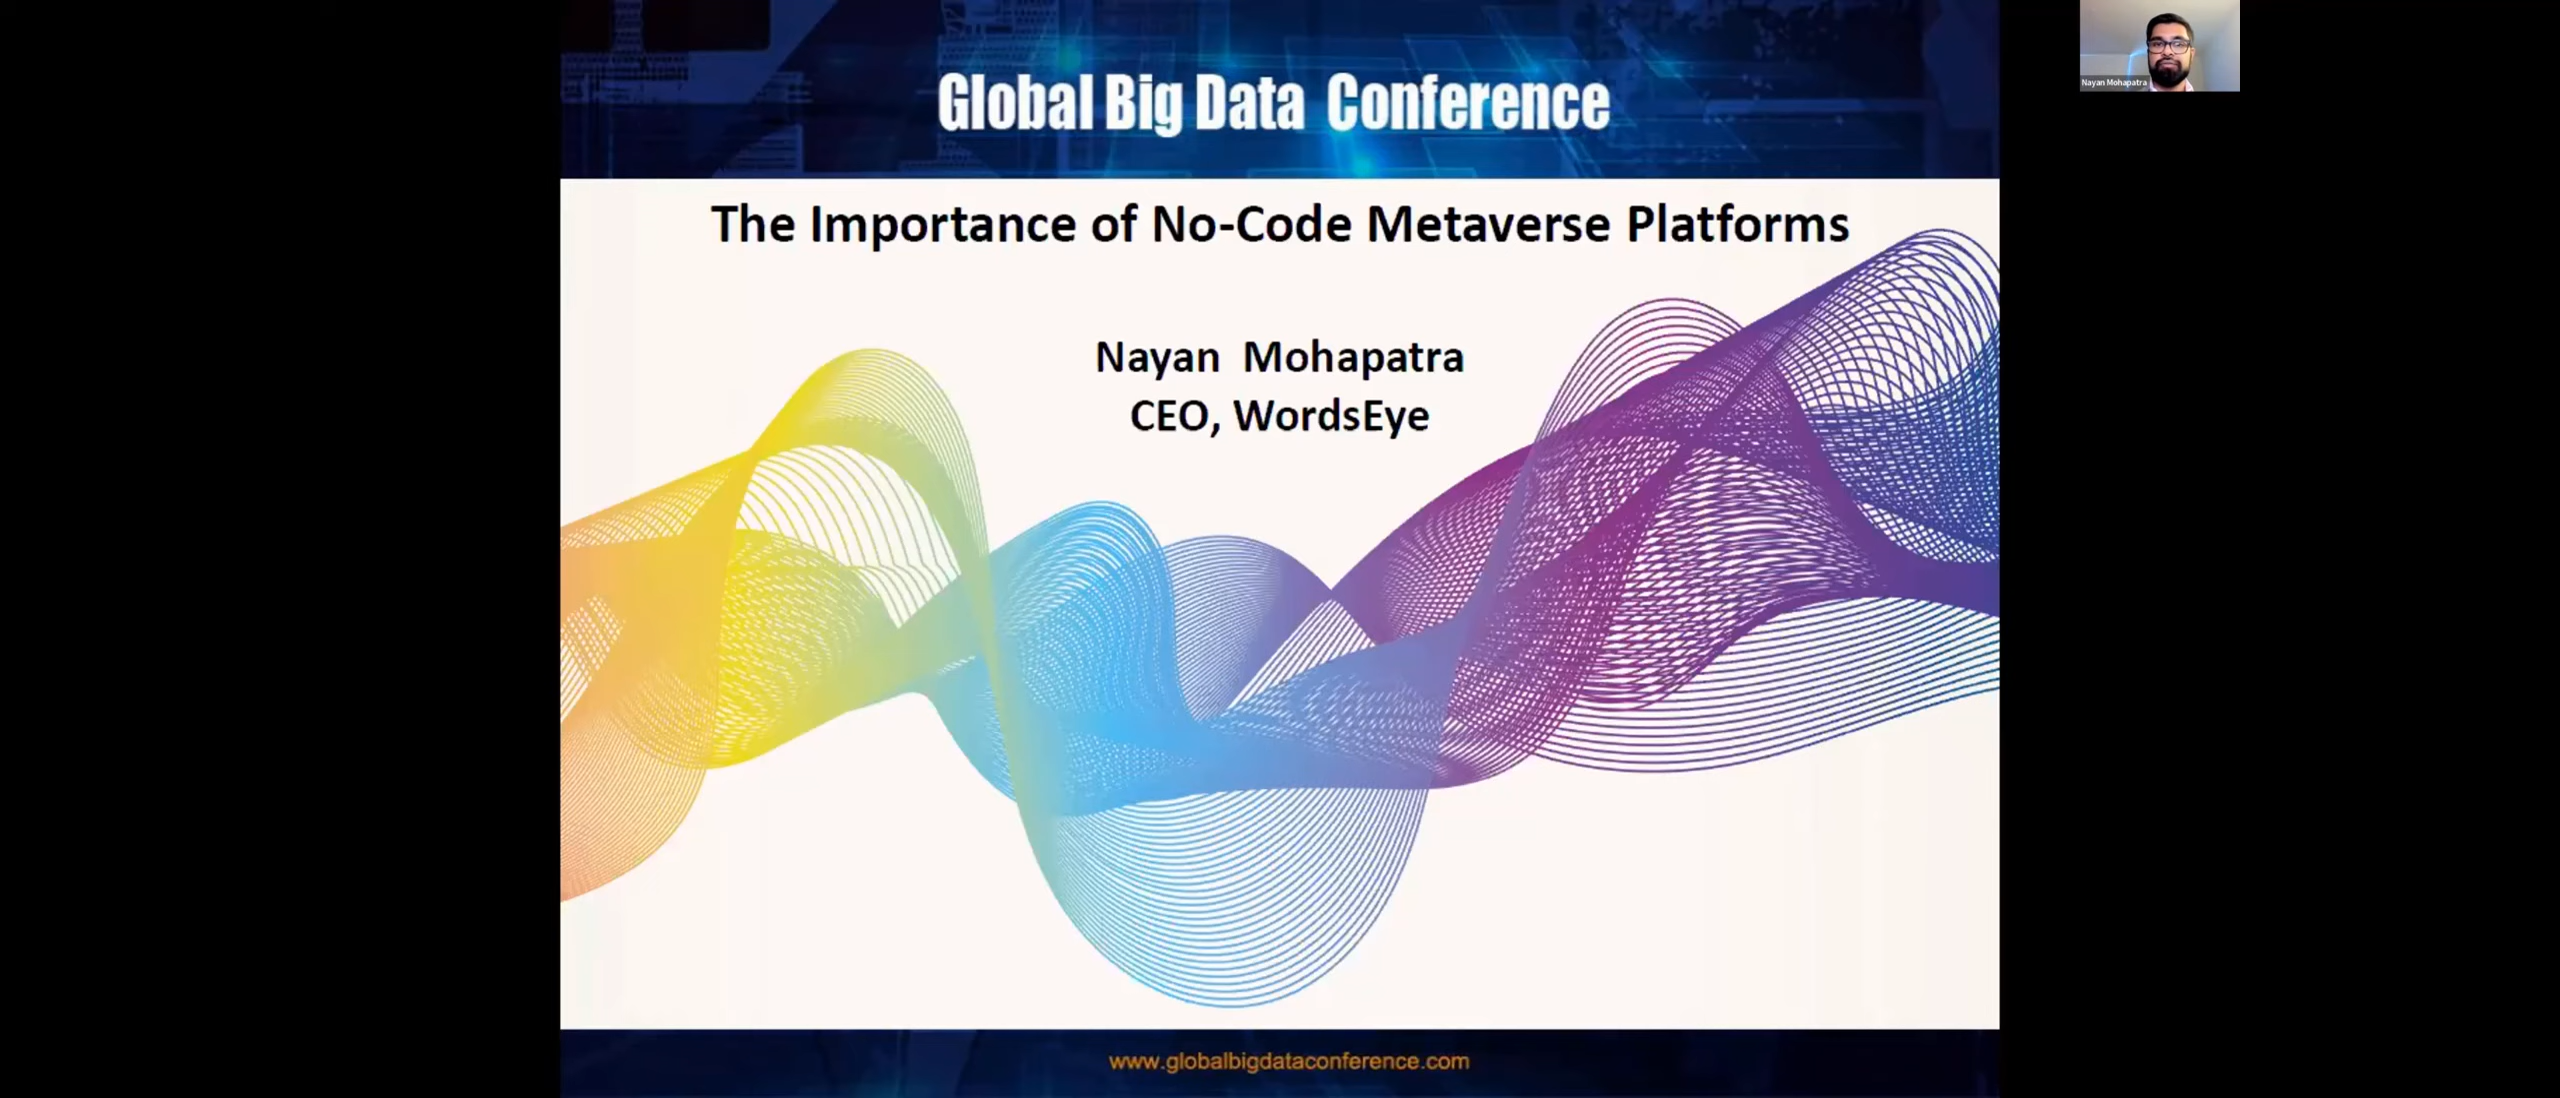 Global Big Data Conference
Nayan Mohapatra
The Importance of No-Code Metaverse Platforms
Nayan Mohapatra
CEO, WordsEye
www.globalbigdataconference.com